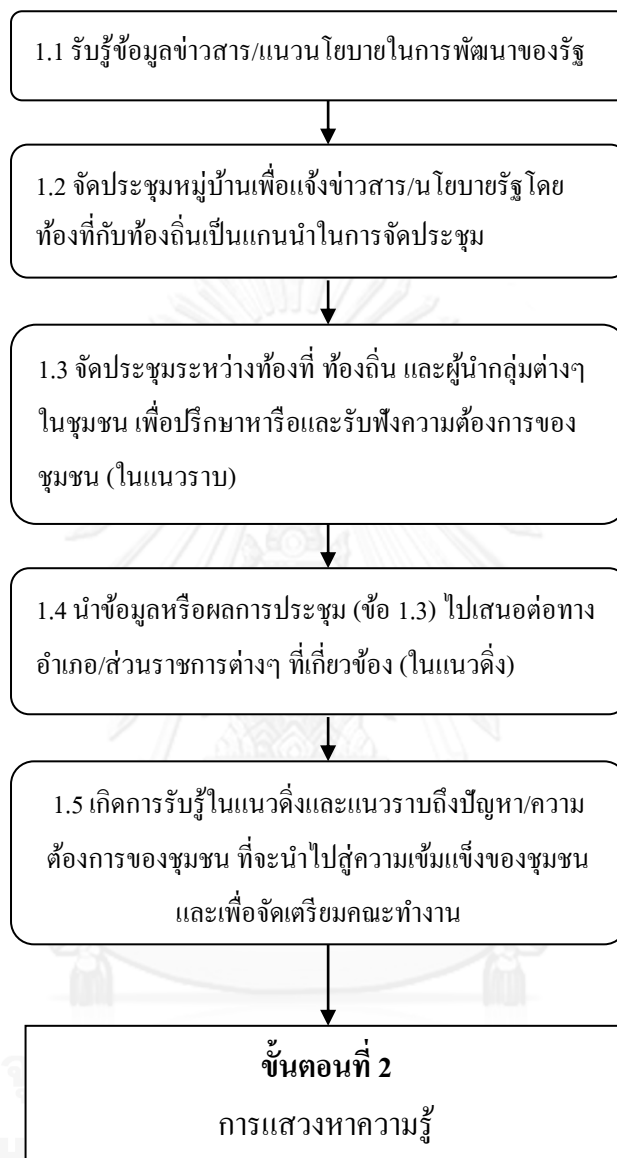 1.1 รับรู้ข้อมูลข่าวสาร/แนวนโยบายในการพัฒนาของรัฐ
1.2 จัดประชุมหมู่บ้านเพื่อแจ้งข่าวสาร/นโยบายรัฐโดย
ท้องที่กับท้องถิ่นเป็นแกนนำในการจัดประชุม
1.3 จัดประชุมระหว่างท้องที่ ท้องถิ่น และผู้นำกลุ่มต่างๆ
ในชุมชน เพื่อปรึกษาหารือและรับฟังความต้องการของ
ชุมชน (ในแนวราบ)
1.4 นำข้อมูลหรือผลการประชุม (ข้อ 1.3) ไปเสนอต่อทาง
อำเภอ/ส่วนราชการต่างๆ ที่เกี่ยวข้อง (ในแนวดิ่ง)
1.5 เกิดการรับรู้ในแนวดิ่งและแนวราบถึงปัญหา/ความ
ต้องการของชุมชน ที่จะนำไปสู่ความเข้มแข็งของชุมชน
และเพื่อจัดเตรียมคณะทำงาน
ขั้นตอนที่ 2
การแสวงหาความรู้